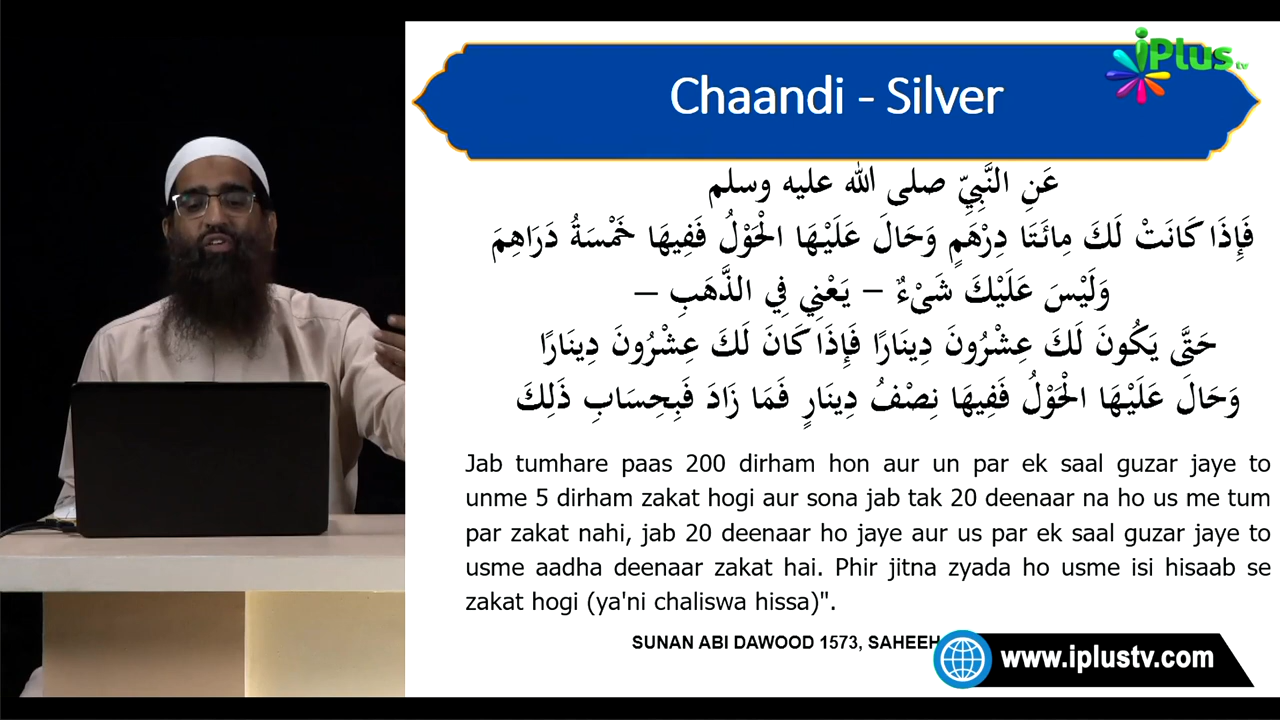 iPlus tv
Chaandi - Silver
عَنِ النَّبِيِّ صلى الله عليه وسلم
فَإِذَا كَانَتْ لَكَ مِائَتَا دِرْهَمٍ وَحَالَ عَلَيْهَا الْحَوْلُ فَفِيهَا خَمْسَةُ دَرَاهِمَ
وَلَيْسَ عَلَيْكَ شَىْءٌ – يَعْنِي فِي الذَّهَبِ –
حَتَّى يَكُونَ لَكَ عِشْرُونَ دِينَارًا فَإِذَا كَانَ لَكَ عِشْرُونَ دِينَارًا
وَحَالَ عَلَيْهَا الْحَوْلُ فَفِيهَا نِصْفُ دِينَارٍ فَمَا زَادَ فَبِحِسَابِ ذَلِكَ
Jab tumhare paas 200 dirham hon aur un par ek saal guzar jaye to
unme 5 dirham zakat hogi aur sona jab tak 20 deenaar na ho us me tum
par zakat nahi, jab 20 deenaar ho jaye aur us par ek saal guzar jaye to
usme aadha deenaar zakat hai. Phir jitna zyada ho usme isi hisaab se
zakat hogi (ya'ni chaliswa hissa)".
SUNAN ABI DAWOOD 1573, SAHEEH
www.iplustv.com